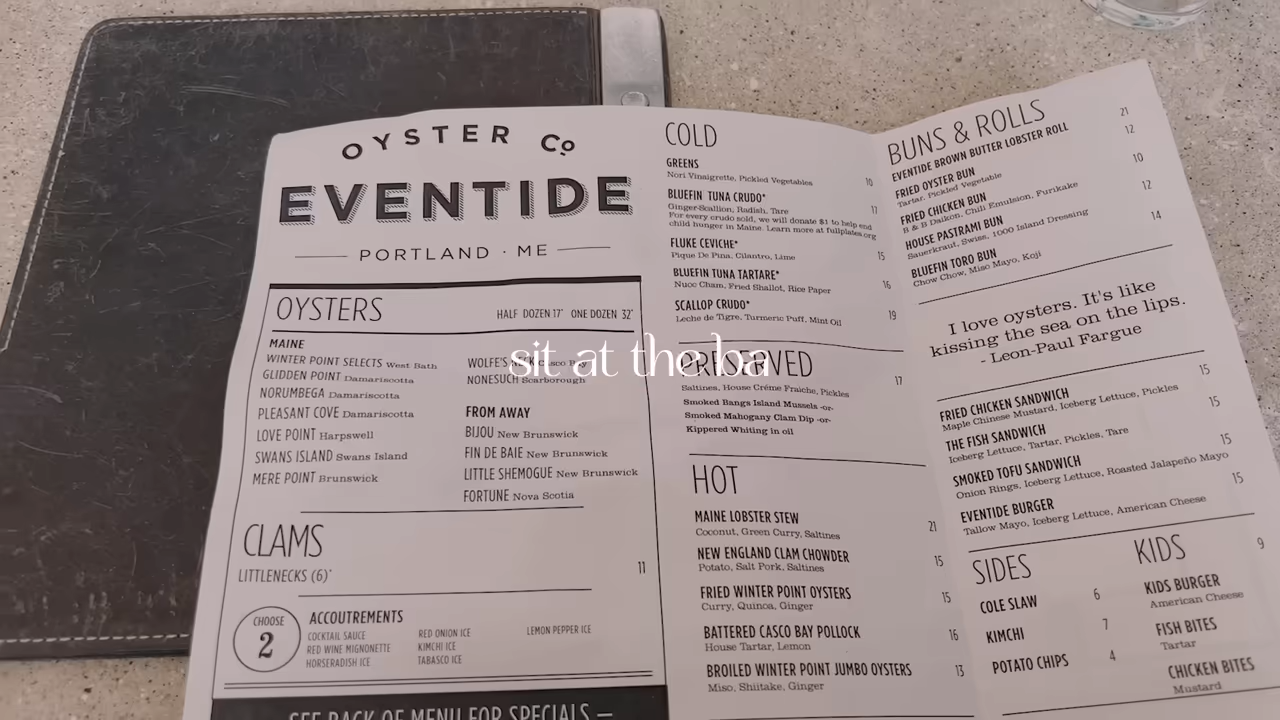 OYSTER Co
EVENTIDE
PORTLAND · ME
OYSTERS
HALF DOZEN 17* ONE DOZEN 32*
MAINE
WINTER POINT SELECTS West Bath
GLIDDEN POINT Damariscotta
NORUMBEGA Damariscotta
PLEASANT COVE Damariscotta
LOVE POINT Harpswell
SWANS ISLAND Swans Island
MERE POINT Brunswick
WOLFE'S Casco Bay
NONESUCH Scarborough
FROM AWAY
BIJOU New Brunswick
FIN DE BAIE New Brunswick
LITTLE SHEMOGUE New Brunswick
FORTUNE Nova Scotia
CLAMS
LITTLENECKS (6)* 11
CHOOSE
2
ACCOUTREMENTS
COCKTAIL SAUCE
RED WINE MIGNONETTE
HORSERADISH ICE
RED ONION ICE
KIMCHI ICE
TABASCO ICE
LEMON PEPPER ICE
SEE BACK OF MENU FOR SPECIALS —
COLD
GREENS
Nori Vinaigrette, Pickled Vegetables 10
BLUEFIN TUNA CRUDO*
Ginger-Scallion, Radish, Tare 17
For every crudo sold, we will donate $1 to help end
child hunger in Maine. Learn more at fullplates.org
FLUKE CEVICHE*
Pique De Pina, Cilantro, Lime 15
BLUEFIN TUNA TARTARE*
Nuoc Cham, Fried Shallot, Rice Paper 16
SCALLOP CRUDO*
Leche de Tigre, Turmeric Puff, Mint Oil 19
sit at the ba
PRESERVED
Saltines, House Créme Fraiche, Pickles 17
Smoked Bangs Island Mussels -or-
Smoked Mahogany Clam Dip -or-
Kippered Whiting in oil
HOT
MAINE LOBSTER STEW
Coconut, Green Curry, Saltines 21
NEW ENGLAND CLAM CHOWDER
Potato, Salt Pork, Saltines 15
FRIED WINTER POINT OYSTERS
Curry, Quinoa, Ginger 15
BATTERED CASCO BAY POLLOCK
House Tartar, Lemon 16
BROILED WINTER POINT JUMBO OYSTERS
Miso, Shiitake, Ginger 13
BUNS & ROLLS
EVENTIDE BROWN BUTTER LOBSTER ROLL 21
FRIED OYSTER BUN 12
Tartar, Pickled Vegetable
FRIED CHICKEN BUN 10
B & B Daikon, Chili Emulsion, Furikake
HOUSE PASTRAMI BUN 12
Sauerkraut, Swiss, 1000 Island Dressing
BLUEFIN TORO BUN 14
Chow Chow, Miso Mayo, Koji
I love oysters. It's like
kissing the sea on the lips.
- Leon-Paul Fargue
FRIED CHICKEN SANDWICH 15
Maple Chinese Mustard, Iceberg Lettuce, Pickles
THE FISH SANDWICH 15
Iceberg Lettuce, Tartar, Pickles, Tare
SMOKED TOFU SANDWICH 15
Onion Rings, Iceberg Lettuce, Roasted Jalapeño Mayo
EVENTIDE BURGER 15
Tallow Mayo, Iceberg Lettuce, American Cheese
SIDES
COLE SLAW 6
KIMCHI 7
POTATO CHIPS 4
KIDS 9
KIDS BURGER
American Cheese
FISH BITES
Tartar
CHICKEN BITES
Mustard